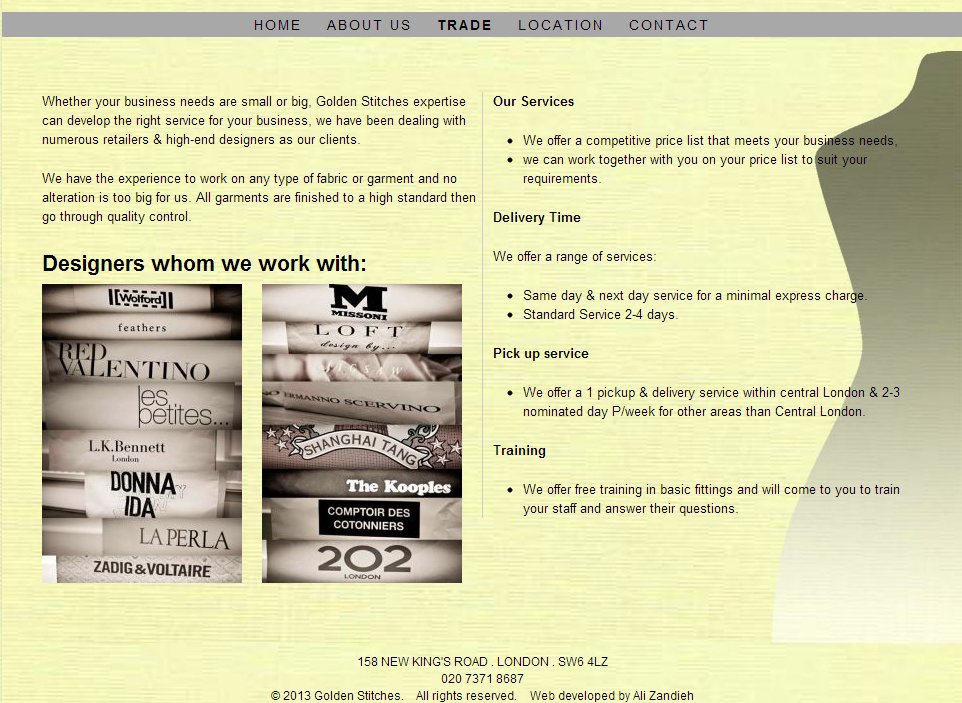 HOME ABOUT US TRADE LOCATION CONTACT
Whether your business needs are small or big, Golden Stitches expertise
can develop the right service for your business, we have been dealing with
numerous retailers & high-end designers as our clients.
We have the experience to work on any type of fabric or garment and no
alteration is too big for us. All garments are finished to a high standard then
go through quality control.
Designers whom we work with:
Wolford
feathers
RED
VALENTINO
les
petites...
L.K.Bennett
London
DONNA
IDA
LA PERLA
ZADIG & VOLTAIRE
M
MISSONI
LOFT
design by...
JIGSAW
ERMANNO SCERVINO
SHANGHAI TANG
The Kooples
COMPTOIR DES
COTONNIERS
202
LONDON
Our Services
• We offer a competitive price list that meets your business needs,
• we can work together with you on your price list to suit your
requirements.
Delivery Time
We offer a range of services:
• Same day & next day service for a minimal express charge.
• Standard Service 2-4 days.
Pick up service
• We offer a 1 pickup & delivery service within central London & 2-3
nominated day P/week for other areas than Central London.
Training
• We offer free training in basic fittings and will come to you to train
your staff and answer their questions.
158 NEW KING'S ROAD . LONDON . SW6 4LZ
020 7371 8687
© 2013 Golden Stitches. All rights reserved. Web developed by Ali Zandieh